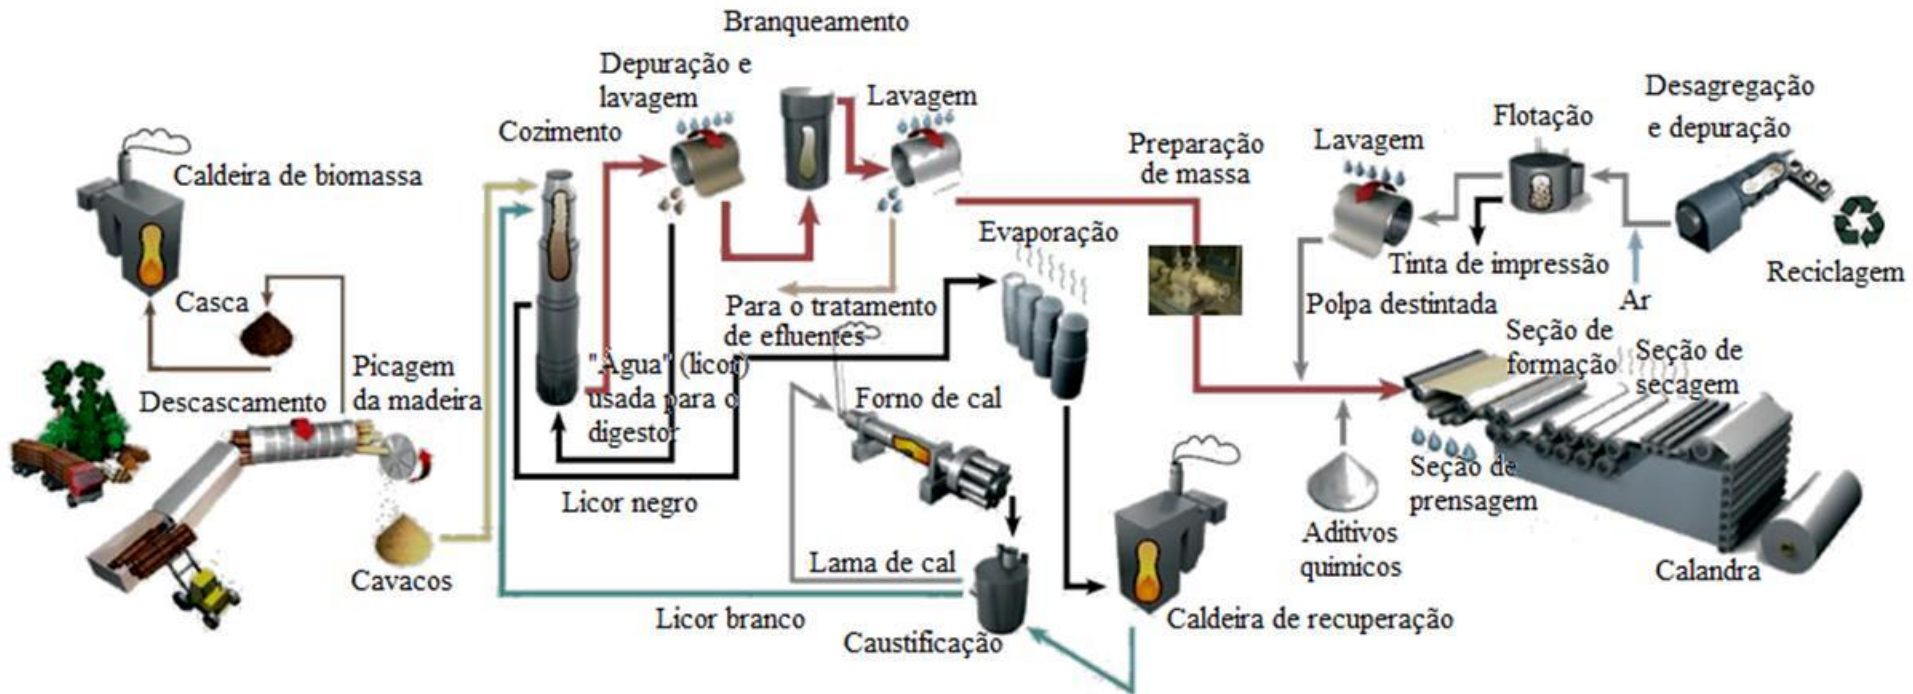 Branqueamento
Depuração e
lavagem
Lavagem
Cozimento
Caldeira de biomassa
Casca
Descascamento
Picagem
da madeira
Cavacos
Licor negro
Licor branco
"Água" (licor)
usada para o
digestor
Para o tratamento
de efluentes
Evaporação
Forno de cal
Lama de cal
Caustificação
Caldeira de recuperação
Preparação
de massa
Lavagem
Flotação
Desagregação
e depuração
Reciclagem
Tinta de impressão
Ar
Polpa destintada
Seção de
formação
Seção de
secagem
Seção de
prensagem
Aditivos
quimicos
Calandra